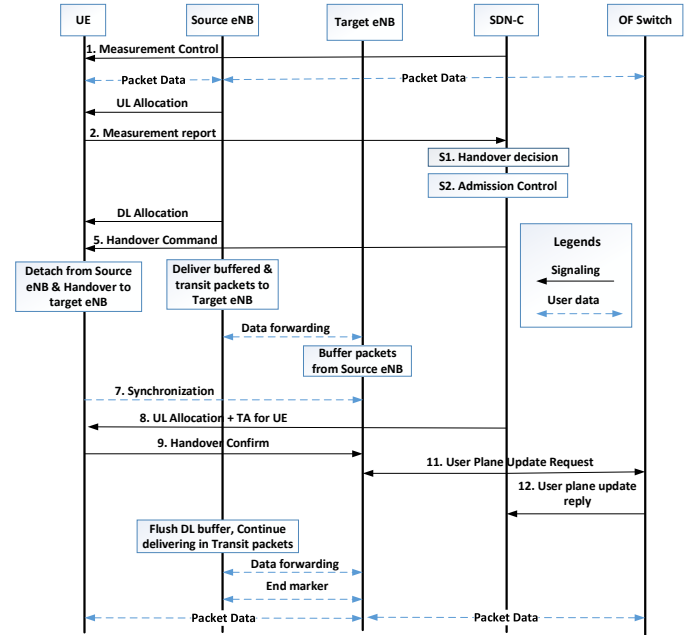 UE
Source eNB
Target eNB
SDN-C
OF Switch
1. Measurement Control
Packet Data
Packet Data
UL Allocation
2. Measurement report
S1. Handover decision
S2. Admission Control
DL Allocation
5. Handover Command
Legends
Signaling
User data
Detach from Source
eNB & Handover to
target eNB
Deliver buffered &
transit packets to
Target eNB
Data forwarding
Buffer packets
from Source eNB
7. Synchronization
8. UL Allocation + TA for UE
9. Handover Confirm
11. User Plane Update Request
12. User plane update
reply
Flush DL buffer, Continue
delivering in Transit packets
Data forwarding
End marker
Packet Data
Packet Data